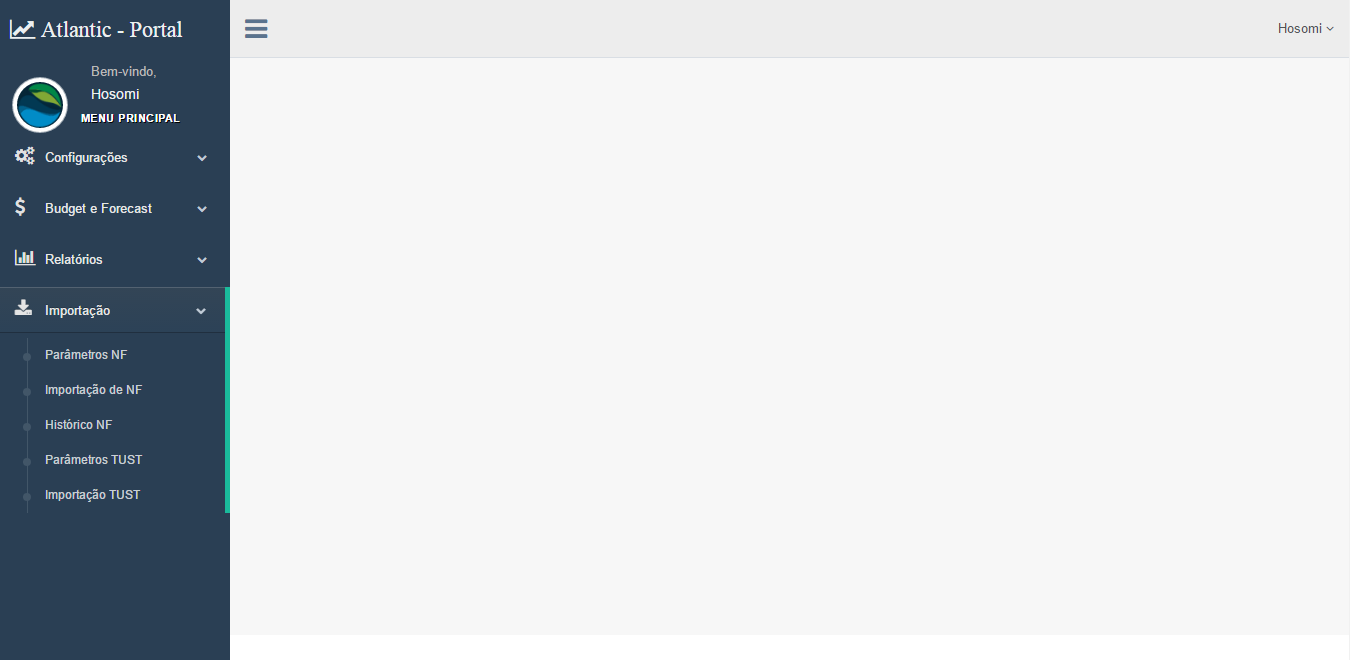 Atlantic - Portal
Hosomi
Bem-vindo,
Hosomi
MENU PRINCIPAL
Configurações
Budget e Forecast
Relatórios
Importação
Parâmetros NF
Importação de NF
Histórico NF
Parâmetros TUST
Importação TUST